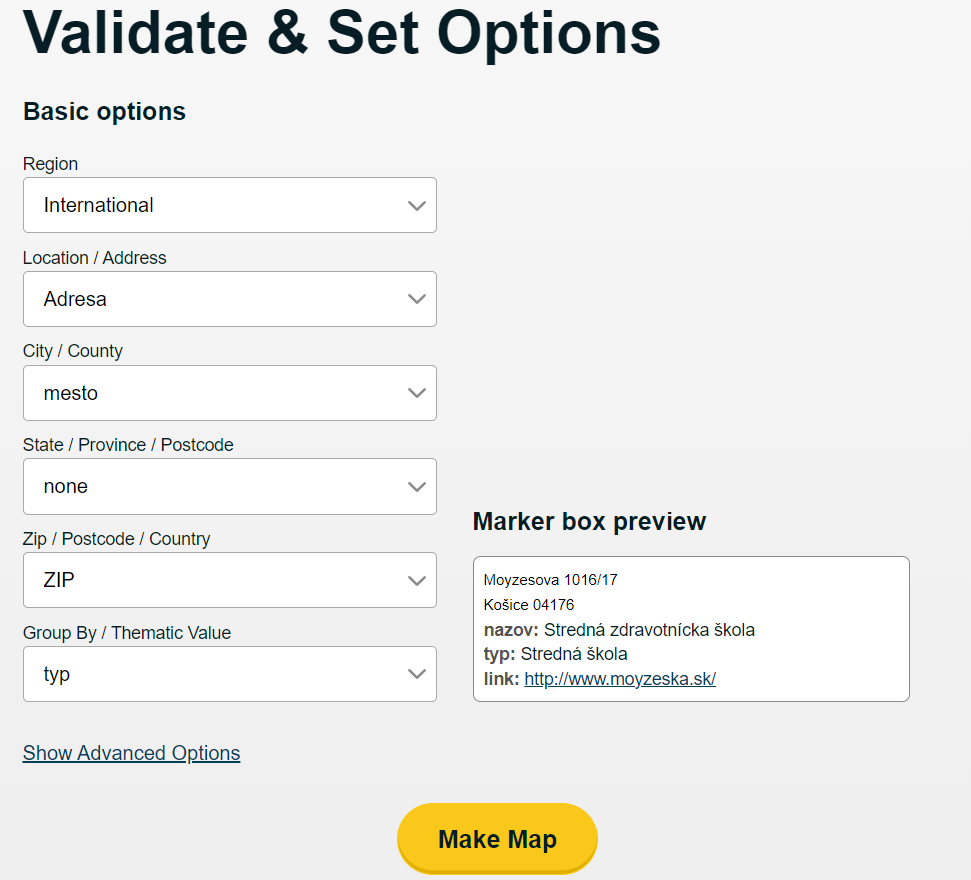 Validate & Set Options
Basic options
Region
International
Location / Address
Adresa
City / County
mesto
State / Province / Postcode
none
Zip / Postcode / Country
ZIP
Group By / Thematic Value
typ
Show Advanced Options
Marker box preview
Moyzesova 1016/17
Košice 04176
nazov: Stredná zdravotnícka škola
typ: Stredná škola
link: http://www.moyzeska.sk/
Make Map